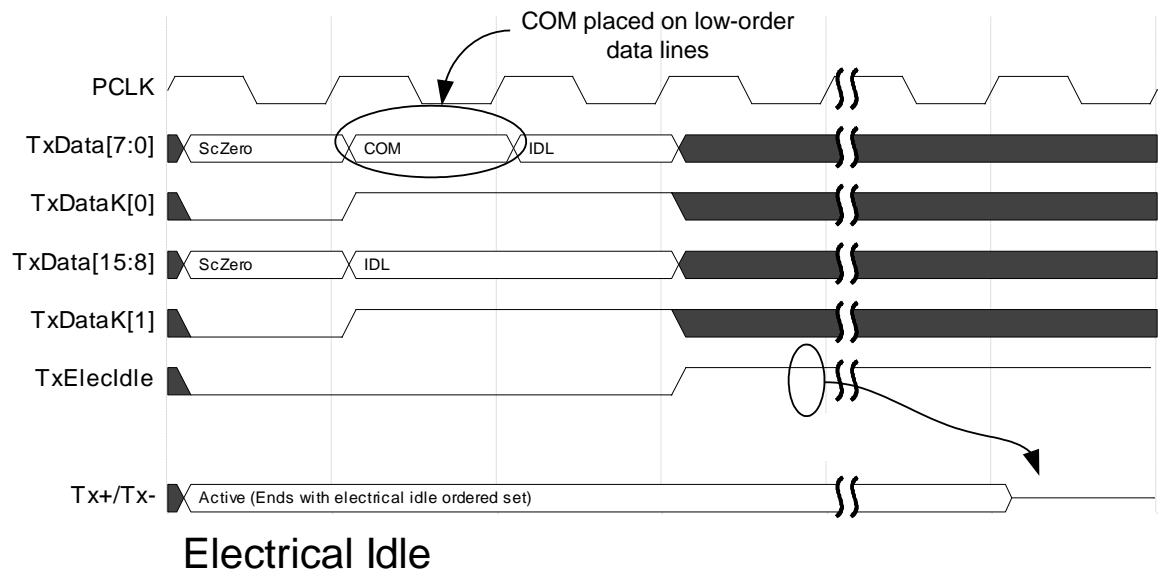 COM placed on low-order
data lines
PCLK
TxData[7:0]
ScZero
COM
IDL
TxDataK[0]
TxData[15:8]
ScZero
IDL
TxDataK[1]
TxElecIdle
Tx+/Tx-
Active (Ends with electrical idle ordered set)
Electrical Idle